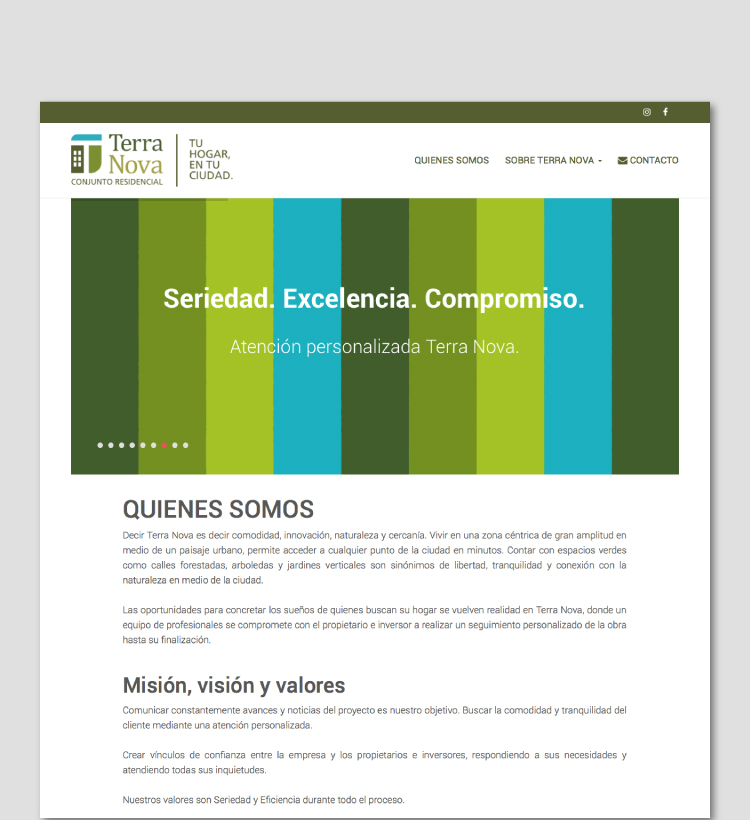 Terra
Nova
CONJUNTO RESIDENCIAL
TU
HOGAR,
EN TU
CIUDAD.
QUIENES SOMOS
SOBRE TERRA NOVA
CONTACTO
Seriedad. Excelencia. Compromiso.
Atención personalizada Terra Nova.
QUIENES SOMOS
Decir Terra Nova es decir comodidad, innovación, naturaleza y cercanía. Vivir en una zona céntrica de gran amplitud en
medio de un paisaje urbano, permite acceder a cualquier punto de la ciudad en minutos. Contar con espacios verdes
como calles forestadas, arboledas y jardines verticales son sinónimos de libertad, tranquilidad y conexión con la
naturaleza en medio de la ciudad.
Las oportunidades para concretar los sueños de quienes buscan su hogar se vuelven realidad en Terra Nova, donde un
equipo de profesionales se compromete con el propietario e inversor a realizar un seguimiento personalizado de la obra
hasta su finalización.
Misión, visión y valores
Comunicar constantemente avances y noticias del proyecto es nuestro objetivo. Buscar la comodidad y tranquilidad del
cliente mediante una atención personalizada.
Crear vínculos de confianza entre la empresa y los propietarios e inversores, respondiendo a sus necesidades y
atendiendo todas sus inquietudes.
Nuestros valores son Seriedad y Eficiencia durante todo el proceso.